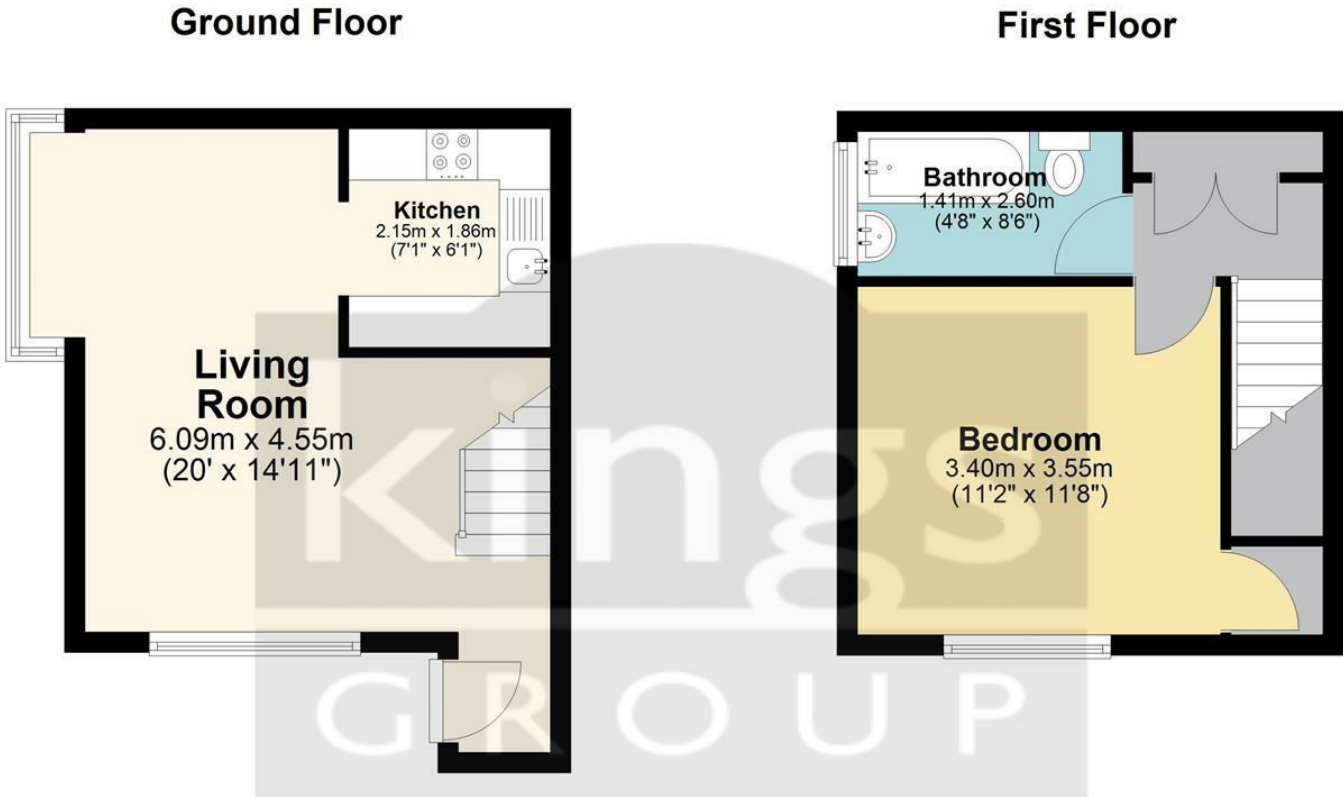 Ground Floor
First Floor
Kitchen
2.15m x 1.86m
(7'1" x 6'1")
Living
Room
6.09m x 4.55m
(20' x 14'11")
Bathroom
1.41m x 2.60m
(4'8" x 8'6")
Bedroom
3.40m x 3.55m
(11'2" x 11'8")
Kings
GROUP